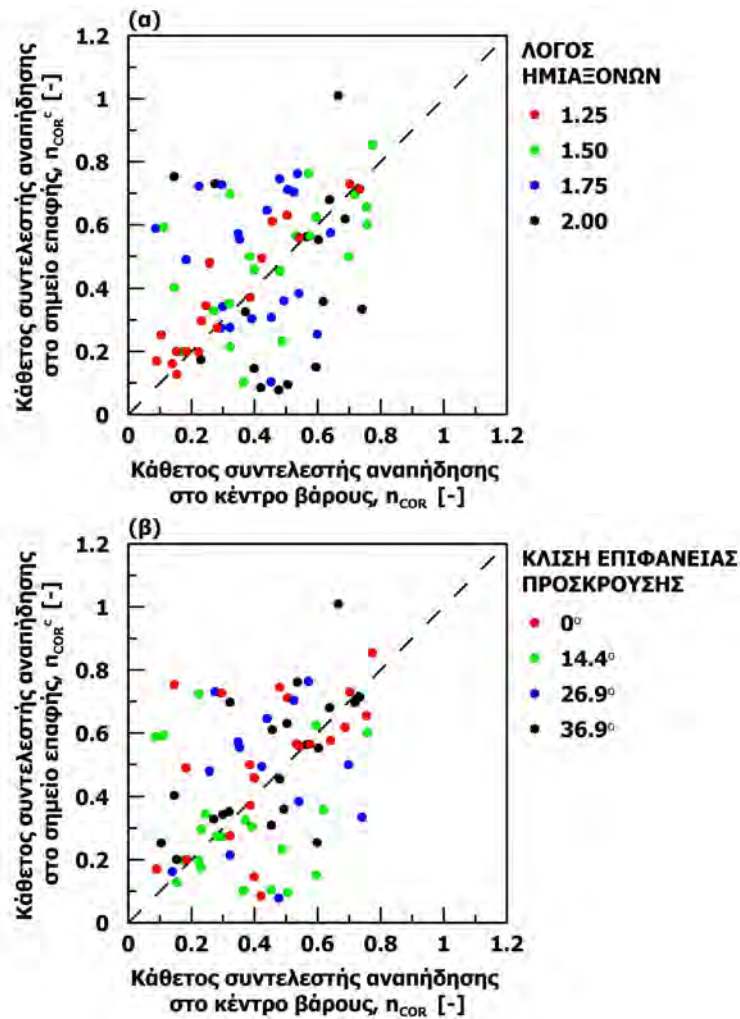 (α)
1.2
1
0.8
0.6
0.4
0.2
0
0 0.2 0.4 0.6 0.8 1 1.2
Κάθετος συντελεστής αναπήδησης
στο σημείο επαφής, n_COR^c [-]
Κάθετος συντελεστής αναπήδησης
στο κέντρο βάρους, n_COR [-]
ΛΟΓΟΣ
ΗΜΙΑΞΟΝΩΝ
1.25
1.50
1.75
2.00
(β)
1.2
1
0.8
0.6
0.4
0.2
0
0 0.2 0.4 0.6 0.8 1 1.2
Κάθετος συντελεστής αναπήδησης
στο σημείο επαφής, n_COR^c [-]
Κάθετος συντελεστής αναπήδησης
στο κέντρο βάρους, n_COR [-]
ΚΛΙΣΗ ΕΠΙΦΑΝΕΙΑΣ
ΠΡΟΣΚΡΟΥΣΗΣ
0°
14.4°
26.9°
36.9°